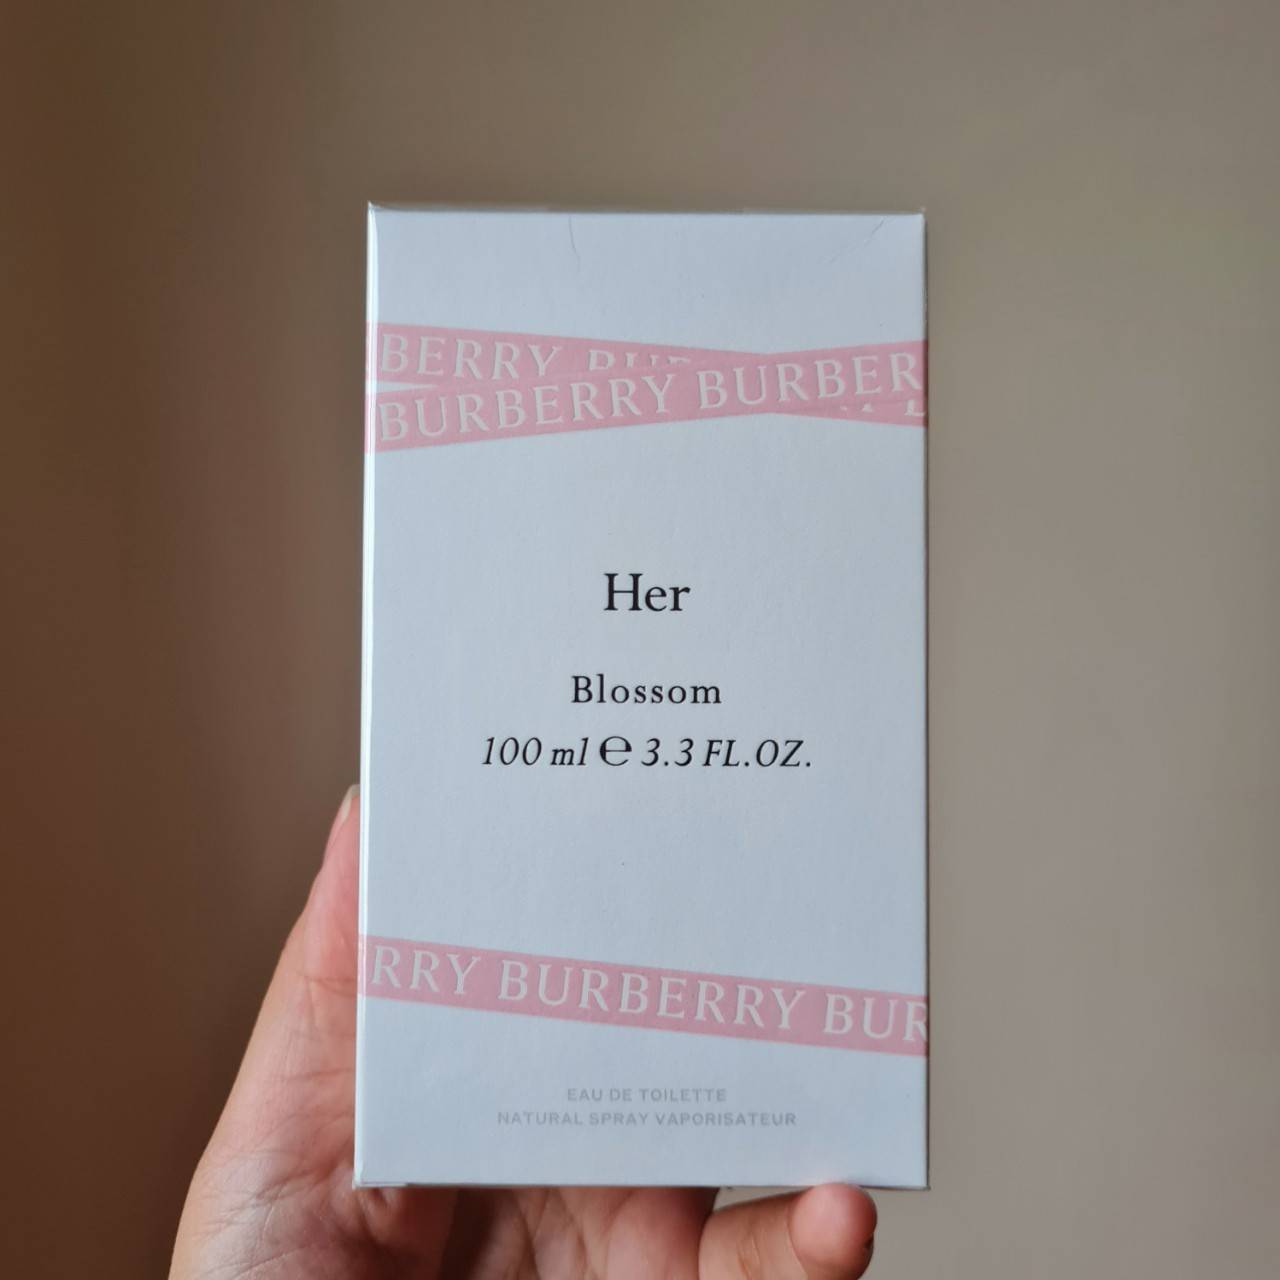 BERRY BUR
BURBERRY BURBER
Her
Blossom
100 ml ℮ 3.3 FL.OZ.
RRY BURBERRY BUR
EAU DE TOILETTE
NATURAL SPRAY VAPORISATEUR